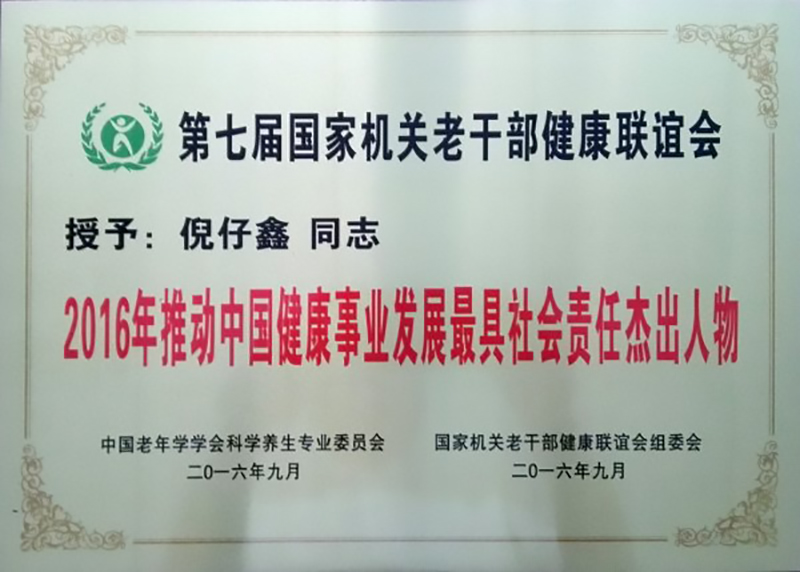 第七届国家机关老干部健康联谊会
授予：倪仔鑫 同志
2016年推动中国健康事业发展最具社会责任杰出人物
中国老年学学会科学养生专业委员会
二〇一六年九月
国家机关老干部健康联谊会组委会
二〇一六年九月